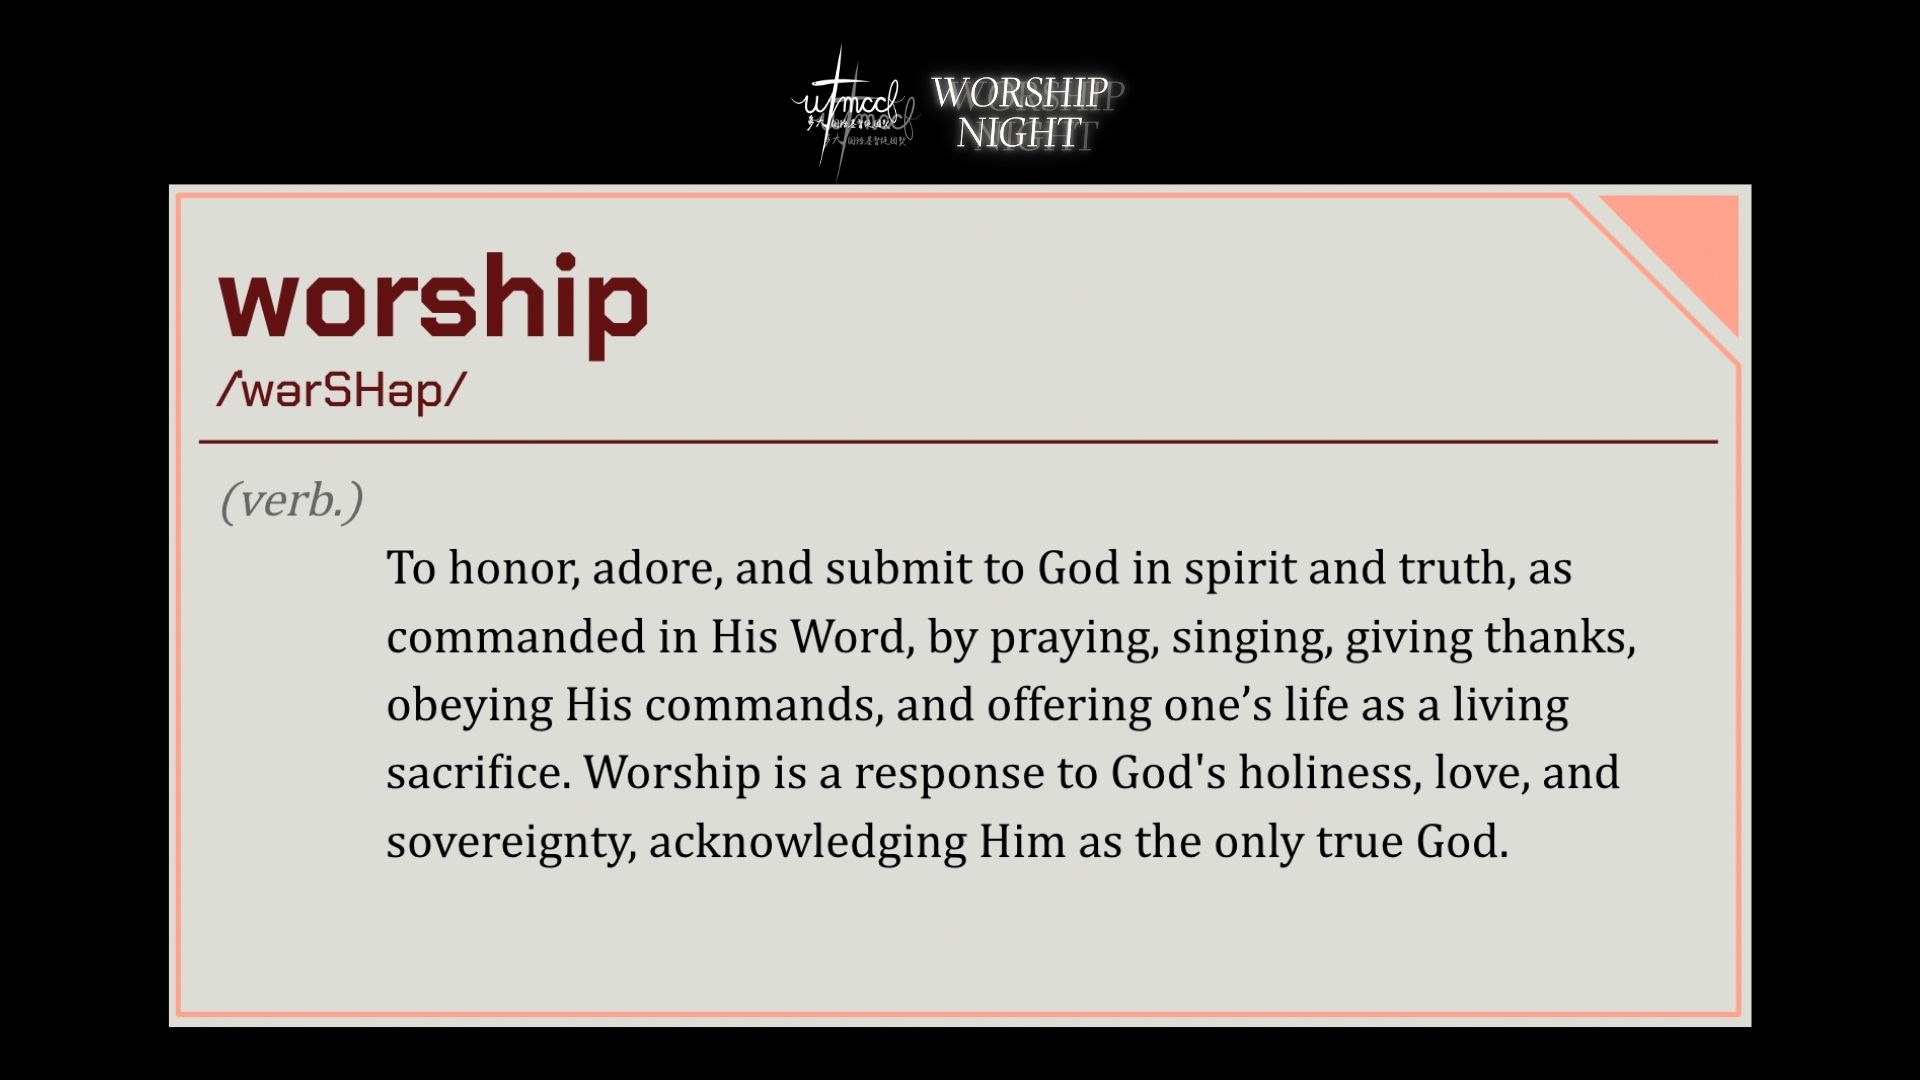 utmccf
多大國語基督徒團契
WORSHIP
NIGHT
worship
/wərSHəp/
(verb.)
To honor, adore, and submit to God in spirit and truth, as
commanded in His Word, by praying, singing, giving thanks,
obeying His commands, and offering one’s life as a living
sacrifice. Worship is a response to God's holiness, love, and
sovereignty, acknowledging Him as the only true God.